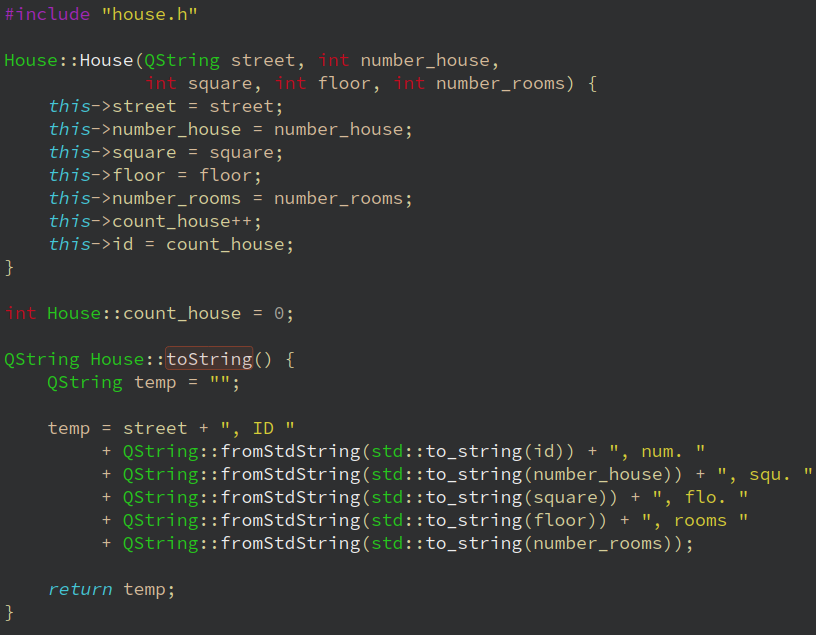 #include "house.h"

House::House(QString street, int number_house,
             int square, int floor, int number_rooms) {
    this->street = street;
    this->number_house = number_house;
    this->square = square;
    this->floor = floor;
    this->number_rooms = number_rooms;
    this->count_house++;
    this->id = count_house;
}

int House::count_house = 0;

QString House::toString() {
    QString temp = "";

    temp = street + ", ID "
         + QString::fromStdString(std::to_string(id)) + ", num. "
         + QString::fromStdString(std::to_string(number_house)) + ", squ. "
         + QString::fromStdString(std::to_string(square)) + ", flo. "
         + QString::fromStdString(std::to_string(floor)) + ", rooms "
         + QString::fromStdString(std::to_string(number_rooms));

    return temp;
}